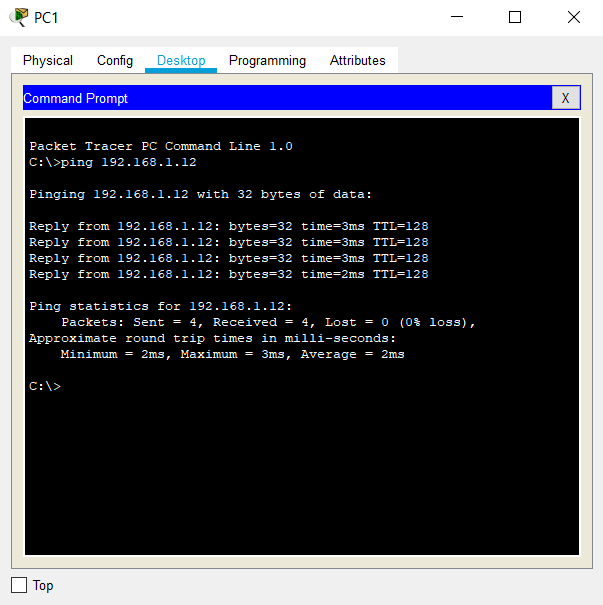 PC1
Physical Config Desktop Programming Attributes
Command Prompt X
Packet Tracer PC Command Line 1.0
C:\>ping 192.168.1.12
Pinging 192.168.1.12 with 32 bytes of data:
Reply from 192.168.1.12: bytes=32 time=3ms TTL=128
Reply from 192.168.1.12: bytes=32 time=3ms TTL=128
Reply from 192.168.1.12: bytes=32 time=3ms TTL=128
Reply from 192.168.1.12: bytes=32 time=2ms TTL=128
Ping statistics for 192.168.1.12:
Packets: Sent = 4, Received = 4, Lost = 0 (0% loss),
Approximate round trip times in milli-seconds:
Minimum = 2ms, Maximum = 3ms, Average = 2ms
C:\>
Top